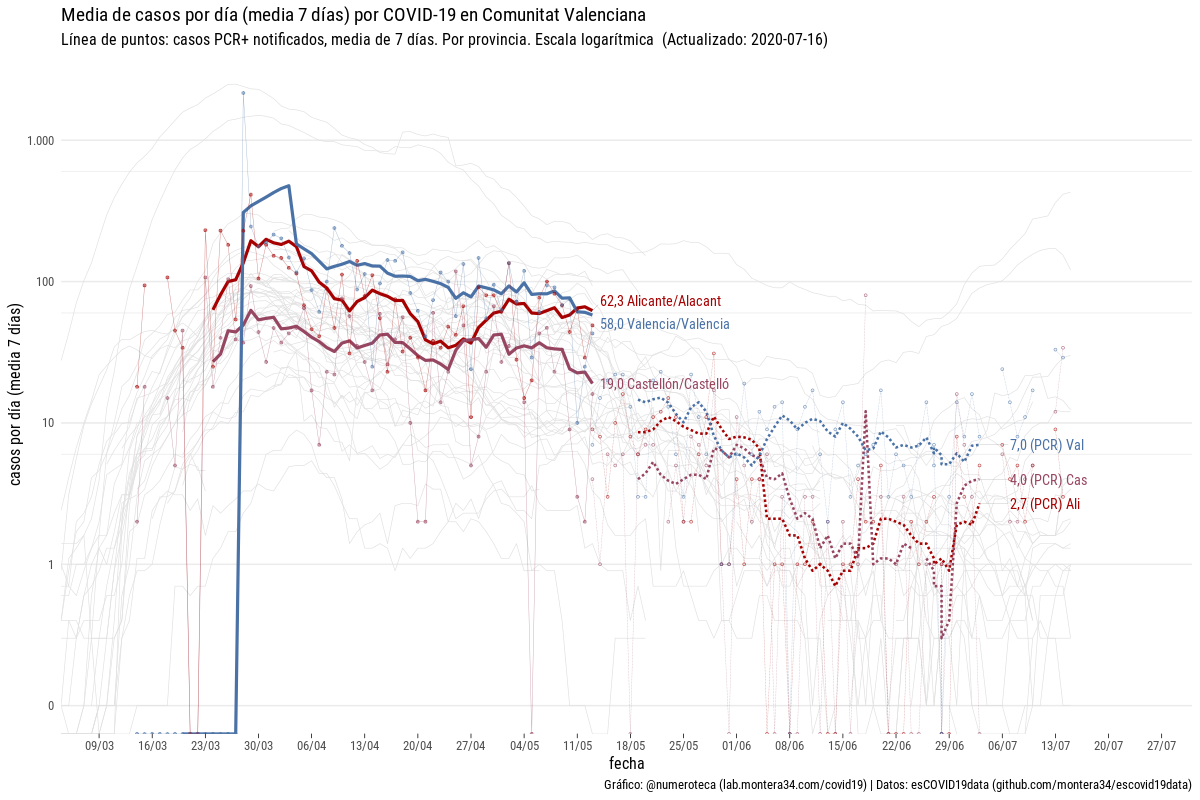 Media de casos por día (media 7 días) por COVID-19 en Comunitat Valenciana
Línea de puntos: casos PCR+ notificados, media de 7 días. Por provincia. Escala logarítmica (Actualizado: 2020-07-16)
casos por día (media 7 días)
1.000
100
10
1
0
62,3 Alicante/Alacant
58,0 Valencia/València
19,0 Castellón/Castelló
7,0 (PCR) Val
4,0 (PCR) Cas
2,7 (PCR) Ali
09/03 16/03 23/03 30/03 06/04 13/04 20/04 27/04 04/05 11/05 18/05 25/05 01/06 08/06 15/06 22/06 29/06 06/07 13/07 20/07 27/07
fecha
Gráfico: @numeroteca (lab.montera34.com/covid19) | Datos: esCOVID19data (github.com/montera34/escovid19data)